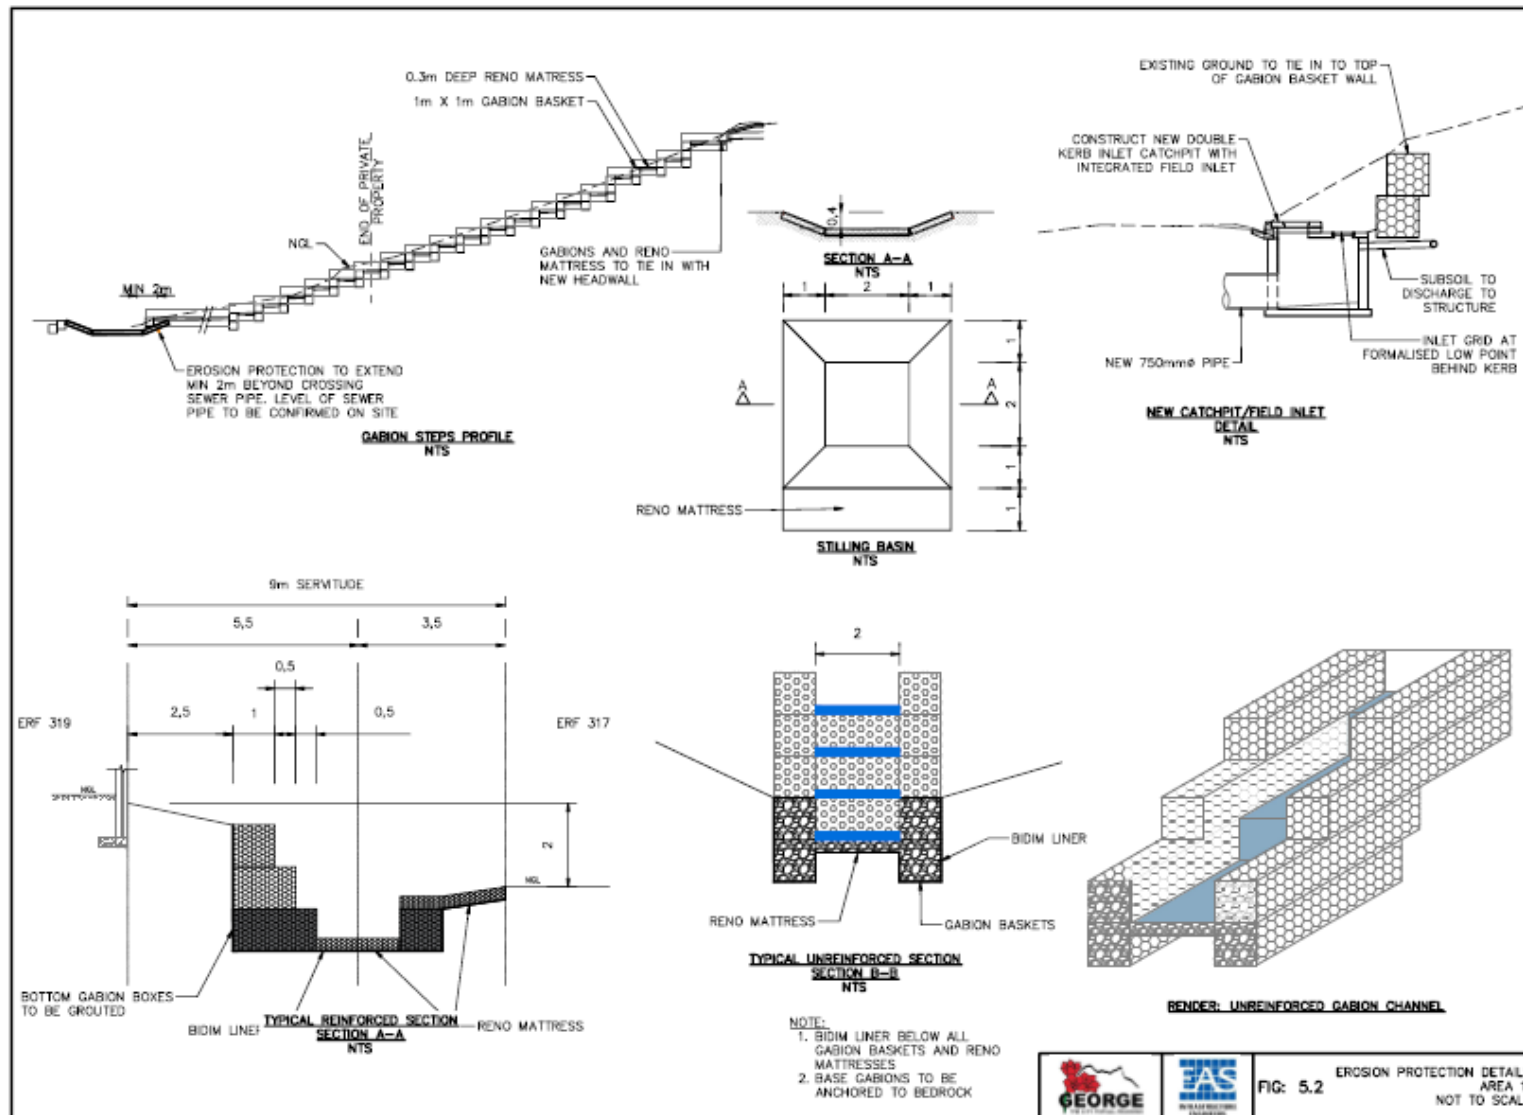 0.3m DEEP RENO MATRESS
1m X 1m GABION BASKET
END OF PRIVATE
PROPERTY
NGL
MIN 2m
GABIONS AND RENO
MATTRESS TO TIE IN WITH
NEW HEADWALL
EROSION PROTECTION TO EXTEND
MIN 2m BEYOND CROSSING
SEWER PIPE. LEVEL OF SEWER
PIPE TO BE CONFIRMED ON SITE
GABION STEPS PROFILE
NTS
0,4
SECTION A-A
NTS
1
2
1
1
2
1
1
A
A
RENO MATTRESS
STILLING BASIN
NTS
EXISTING GROUND TO TIE IN TO TOP
OF GABION BASKET WALL
CONSTRUCT NEW DOUBLE
KERB INLET CATCHPIT WITH
INTEGRATED FIELD INLET
SUBSOIL TO
DISCHARGE TO
STRUCTURE
INLET GRID AT
FORMALISED LOW POINT
BEHIND KERB
NEW 750mmø PIPE
NEW CATCHPIT/FIELD INLET
DETAIL
NTS
9m SERVITUDE
5,5
3,5
0,5
2,5
1
0,5
ERF 319
ERF 317
NGL
2
NGL
BOTTOM GABION BOXES
TO BE GROUTED
BIDIM LINER
RENO MATTRESS
TYPICAL REINFORCED SECTION
SECTION A-A
NTS
2
BIDIM LINER
RENO MATTRESS
GABION BASKETS
TYPICAL UNREINFORCED SECTION
SECTION B-B
NTS
NOTE:
1. BIDIM LINER BELOW ALL
GABION BASKETS AND RENO
MATTRESSES
2. BASE GABIONS TO BE
ANCHORED TO BEDROCK
RENDER: UNREINFORCED GABION CHANNEL
GEORGE
EAS
FIG: 5.2
EROSION PROTECTION DETAIL
AREA 1
NOT TO SCAL